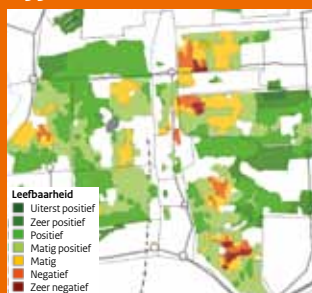 Leefbaarheid
Uiterst positief
Zeer positief
Positief
Matig positief
Matig
Negatief
Zeer negatief